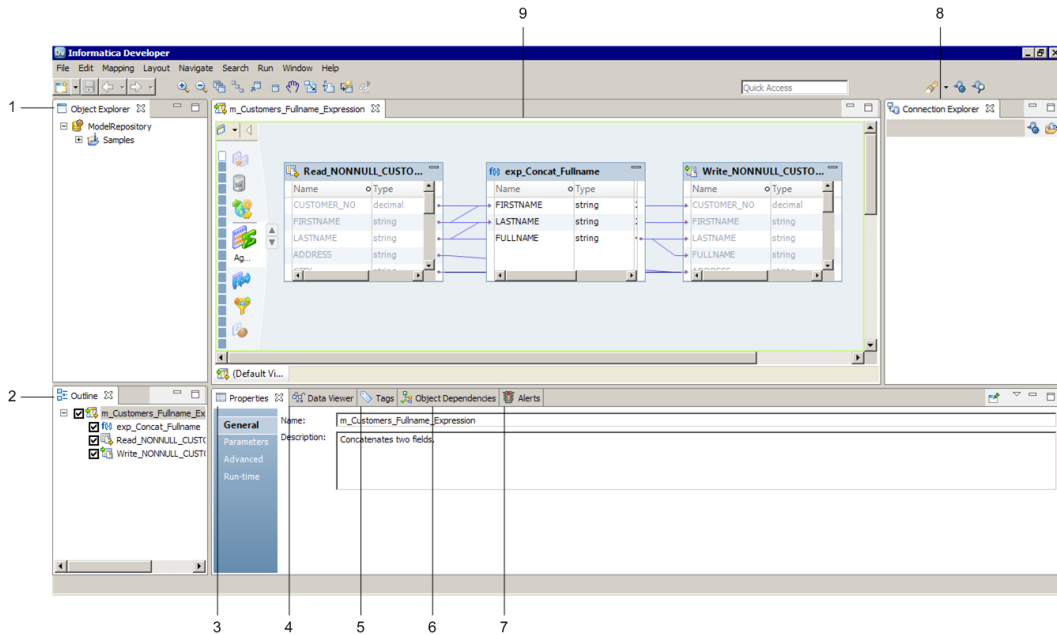 9 8
Informatica Developer
File Edit Mapping Layout Navigate Search Run Window Help
Quick Access
1 Object Explorer m_Customers_Fullname_Expression Connection Explorer
ModelRepository
Samples
Read_NONNULL_CUSTO... exp_Concat_Fullname Write_NONNULL_CUSTO...
Name Type Name Type Name Type
CUSTOMER_NO decimal FIRSTNAME string CUSTOMER_NO decimal
FIRSTNAME string LASTNAME string FIRSTNAME string
LASTNAME string FULLNAME string LASTNAME string
Ag...
ADDRESS string FULLNAME string
(Default Vi...
2 Outline Properties Data Viewer Tags Object Dependencies Alerts
m_Customers_Fullname_Ex
exp_Concat_Fullname
Read_NONNULL_CUST
Write_NONNULL_CUST
General Name: m_Customers_Fullname_Expression
Parameters Description: Concatenates two fields.
Advanced
Run-time
3 4 5 6 7